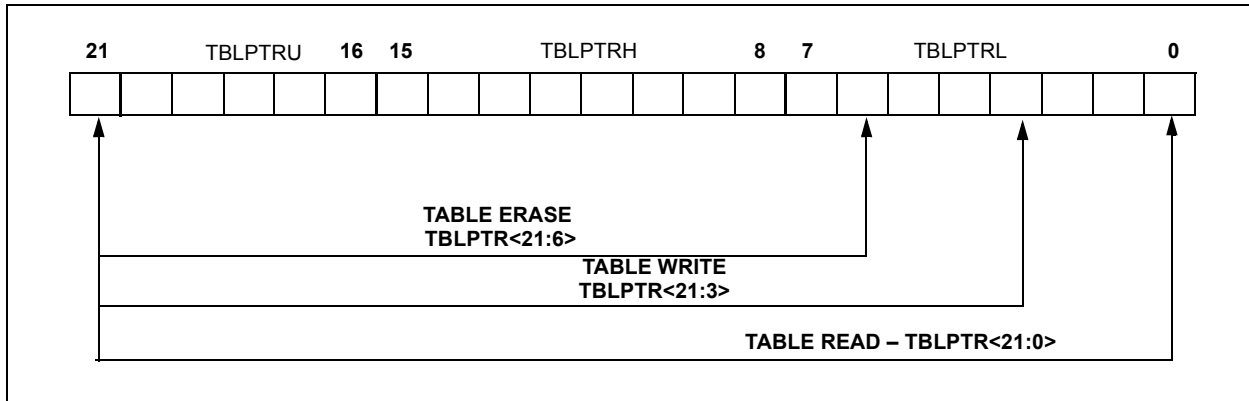 21 TBLPTRU 16 15 TBLPTRH 8 7 TBLPTRL 0
TABLE ERASE
TBLPTR<21:6>
TABLE WRITE
TBLPTR<21:3>
TABLE READ – TBLPTR<21:0>